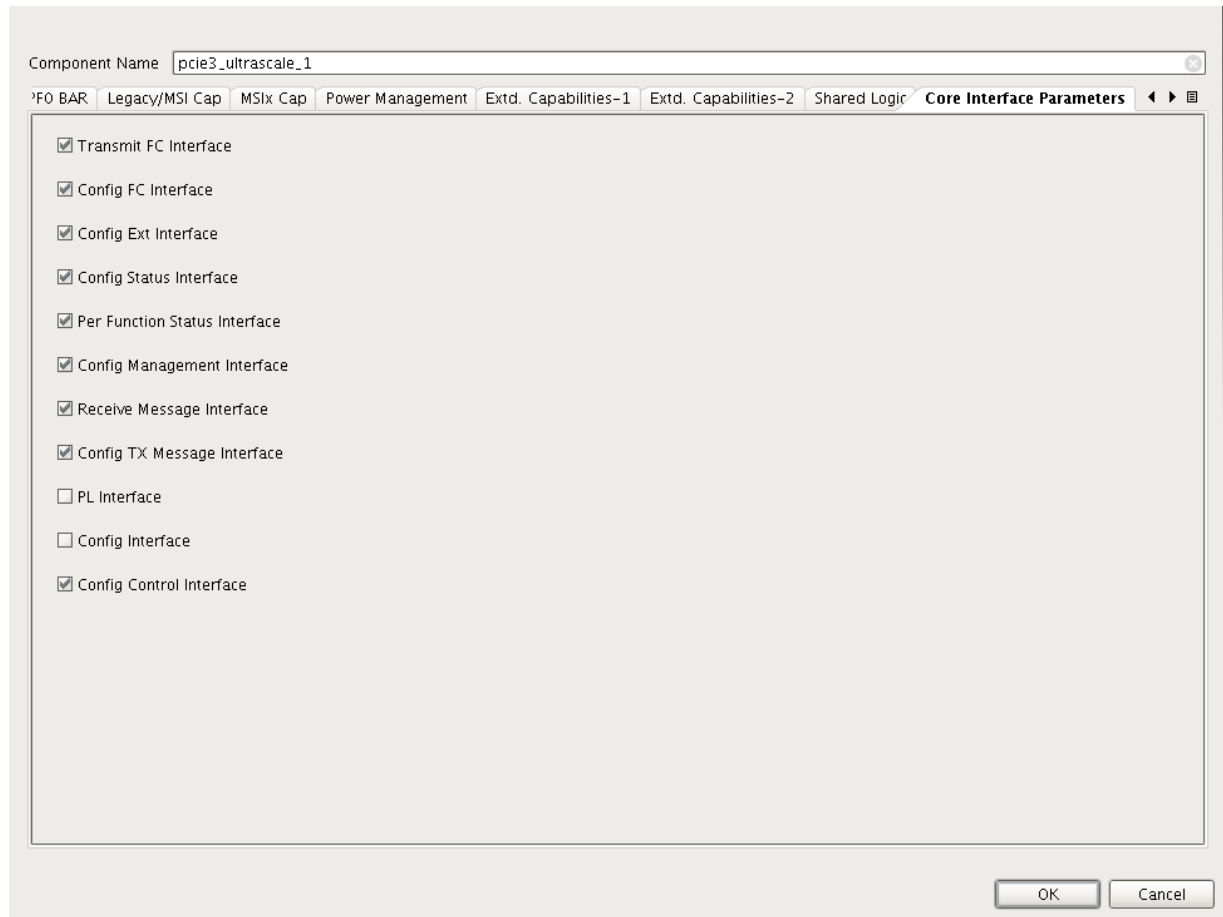 Component Name pcie3_ultrascale_1
PF0 BAR Legacy/MSI Cap MSIx Cap Power Management Extd. Capabilities-1 Extd. Capabilities-2 Shared Logic Core Interface Parameters
Transmit FC Interface
Config FC Interface
Config Ext Interface
Config Status Interface
Per Function Status Interface
Config Management Interface
Receive Message Interface
Config TX Message Interface
PL Interface
Config Interface
Config Control Interface
OK Cancel